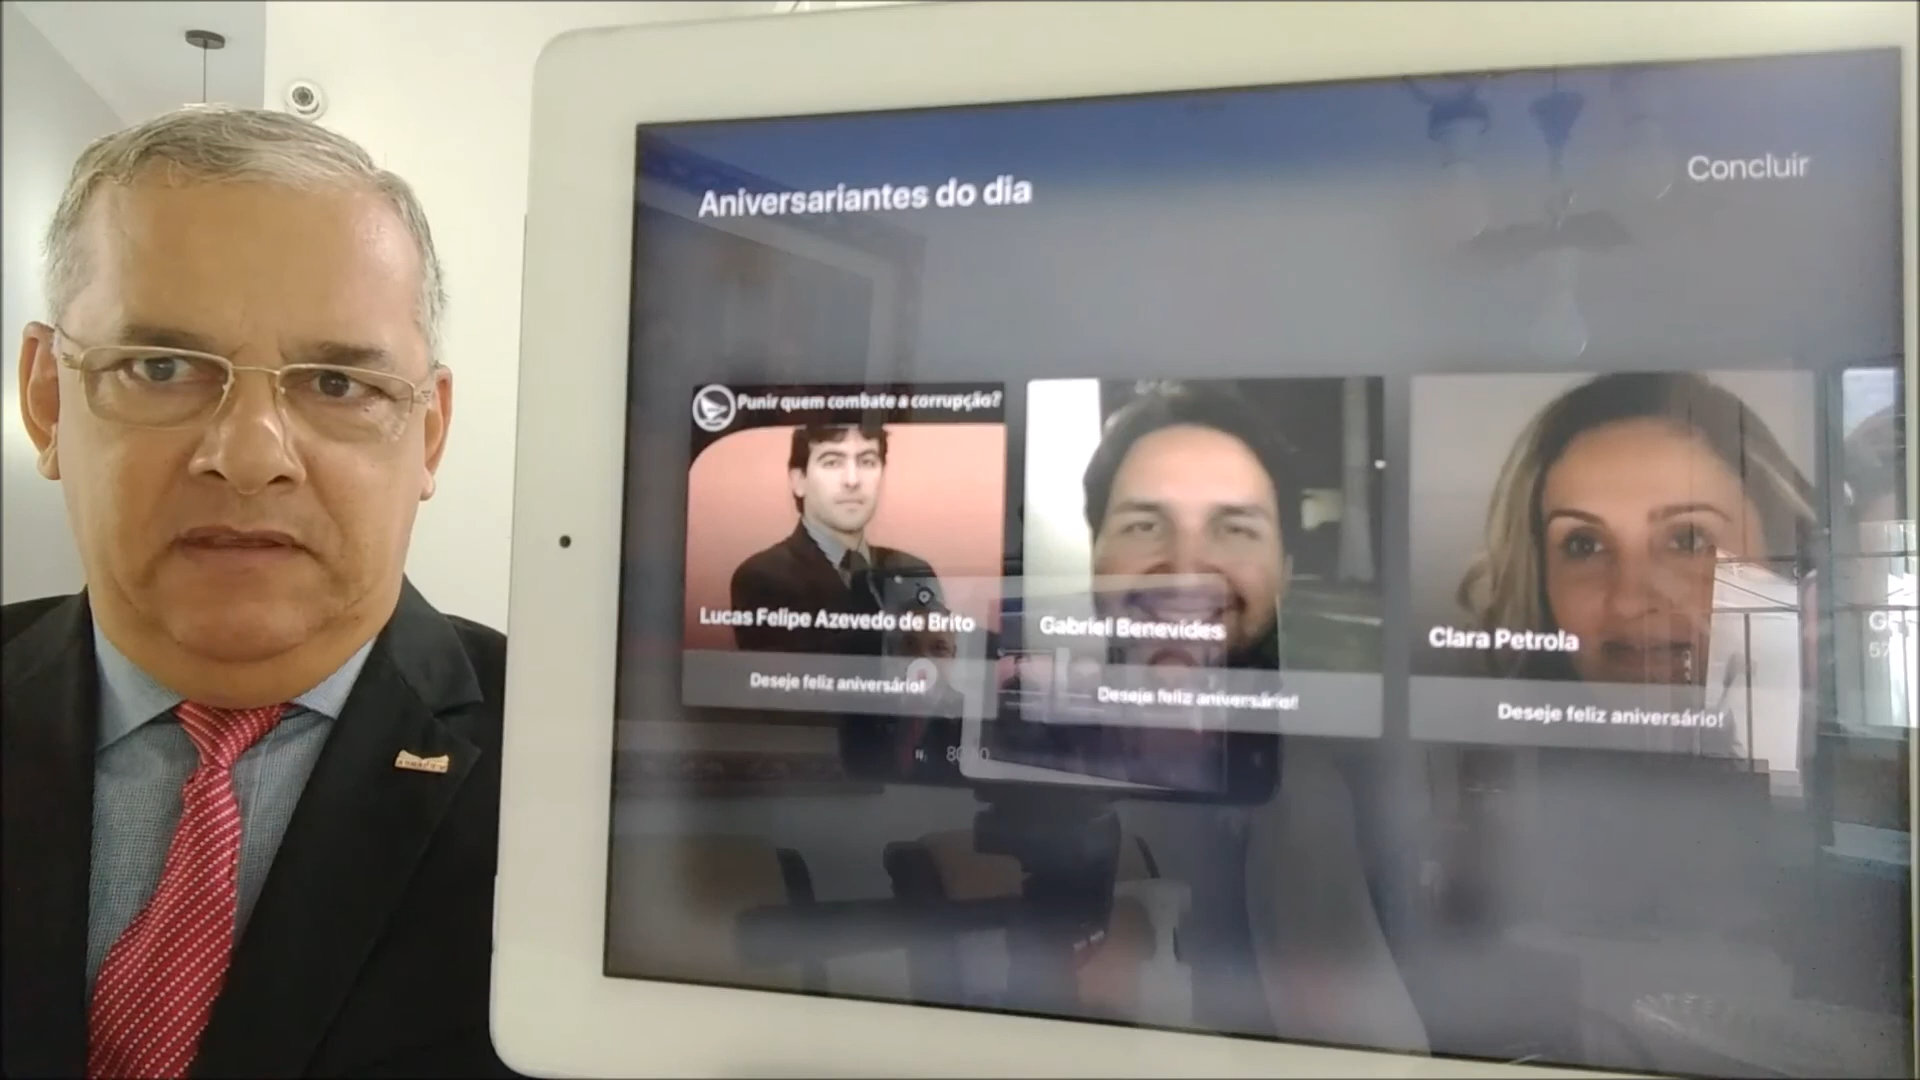 Aniversariantes do dia
Concluir
Punir quem combate a corrupção?
Lucas Felipe Azevedo de Brito
Deseje feliz aniversário!
Gabriel Benevides
Deseje feliz aniversário!
Clara Petrola
Deseje feliz aniversário!